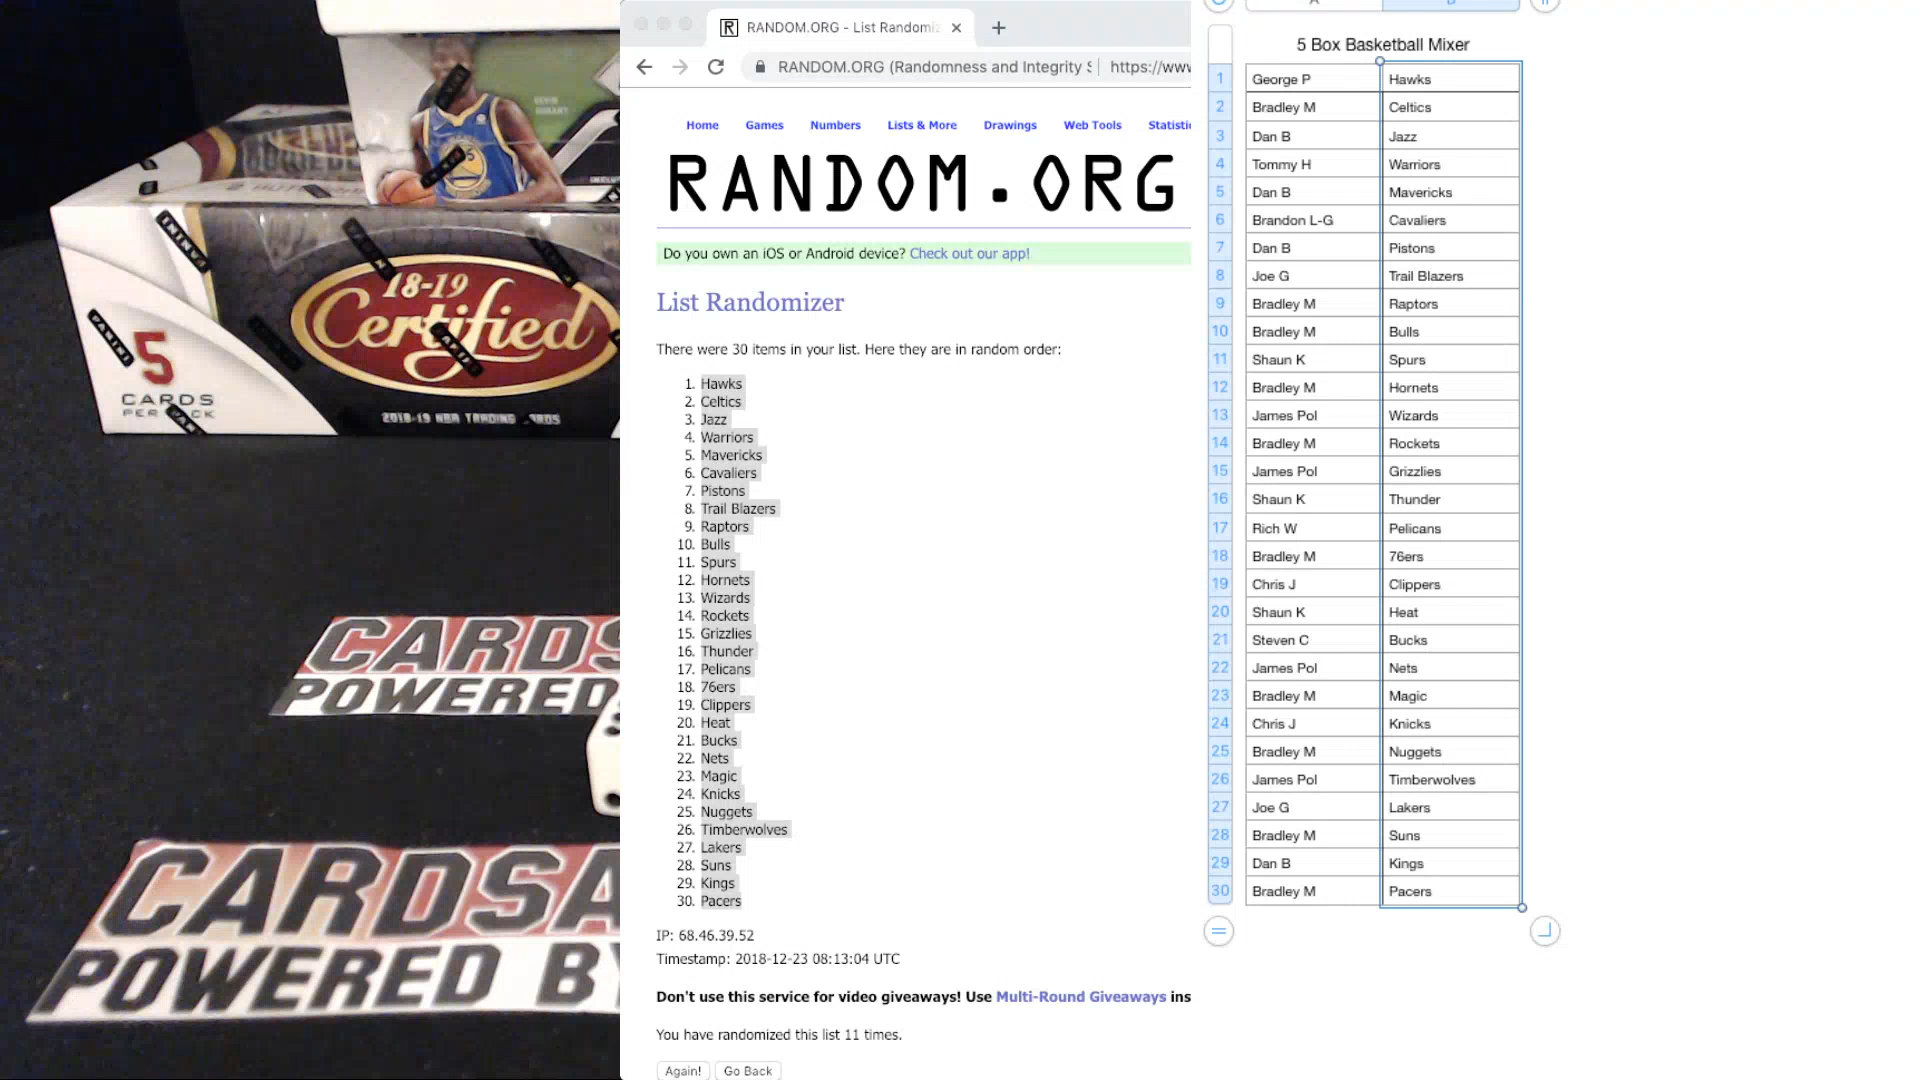 KEVIN
DURANT
PANINI
PANINI
18-19
Certified
5
CARDS
PER PACK
2018-19 NBA TRADING CARDS
CARDS
POWERED
CARDSA
POWERED BY
RANDOM.ORG - List Randomiz
RANDOM.ORG (Randomness and Integrity S
https://www
Home Games Numbers Lists & More Drawings Web Tools Statistic
RANDOM.ORG
Do you own an iOS or Android device? Check out our app!
List Randomizer
There were 30 items in your list. Here they are in random order:
1. Hawks
2. Celtics
3. Jazz
4. Warriors
5. Mavericks
6. Cavaliers
7. Pistons
8. Trail Blazers
9. Raptors
10. Bulls
11. Spurs
12. Hornets
13. Wizards
14. Rockets
15. Grizzlies
16. Thunder
17. Pelicans
18. 76ers
19. Clippers
20. Heat
21. Bucks
22. Nets
23. Magic
24. Knicks
25. Nuggets
26. Timberwolves
27. Lakers
28. Suns
29. Kings
30. Pacers
IP: 68.46.39.52
Timestamp: 2018-12-23 08:13:04 UTC
Don't use this service for video giveaways! Use Multi-Round Giveaways ins
You have randomized this list 11 times.
Again! Go Back
5 Box Basketball Mixer
1 George P Hawks
2 Bradley M Celtics
3 Dan B Jazz
4 Tommy H Warriors
5 Dan B Mavericks
6 Brandon L-G Cavaliers
7 Dan B Pistons
8 Joe G Trail Blazers
9 Bradley M Raptors
10 Bradley M Bulls
11 Shaun K Spurs
12 Bradley M Hornets
13 James Pol Wizards
14 Bradley M Rockets
15 James Pol Grizzlies
16 Shaun K Thunder
17 Rich W Pelicans
18 Bradley M 76ers
19 Chris J Clippers
20 Shaun K Heat
21 Steven C Bucks
22 James Pol Nets
23 Bradley M Magic
24 Chris J Knicks
25 Bradley M Nuggets
26 James Pol Timberwolves
27 Joe G Lakers
28 Bradley M Suns
29 Dan B Kings
30 Bradley M Pacers